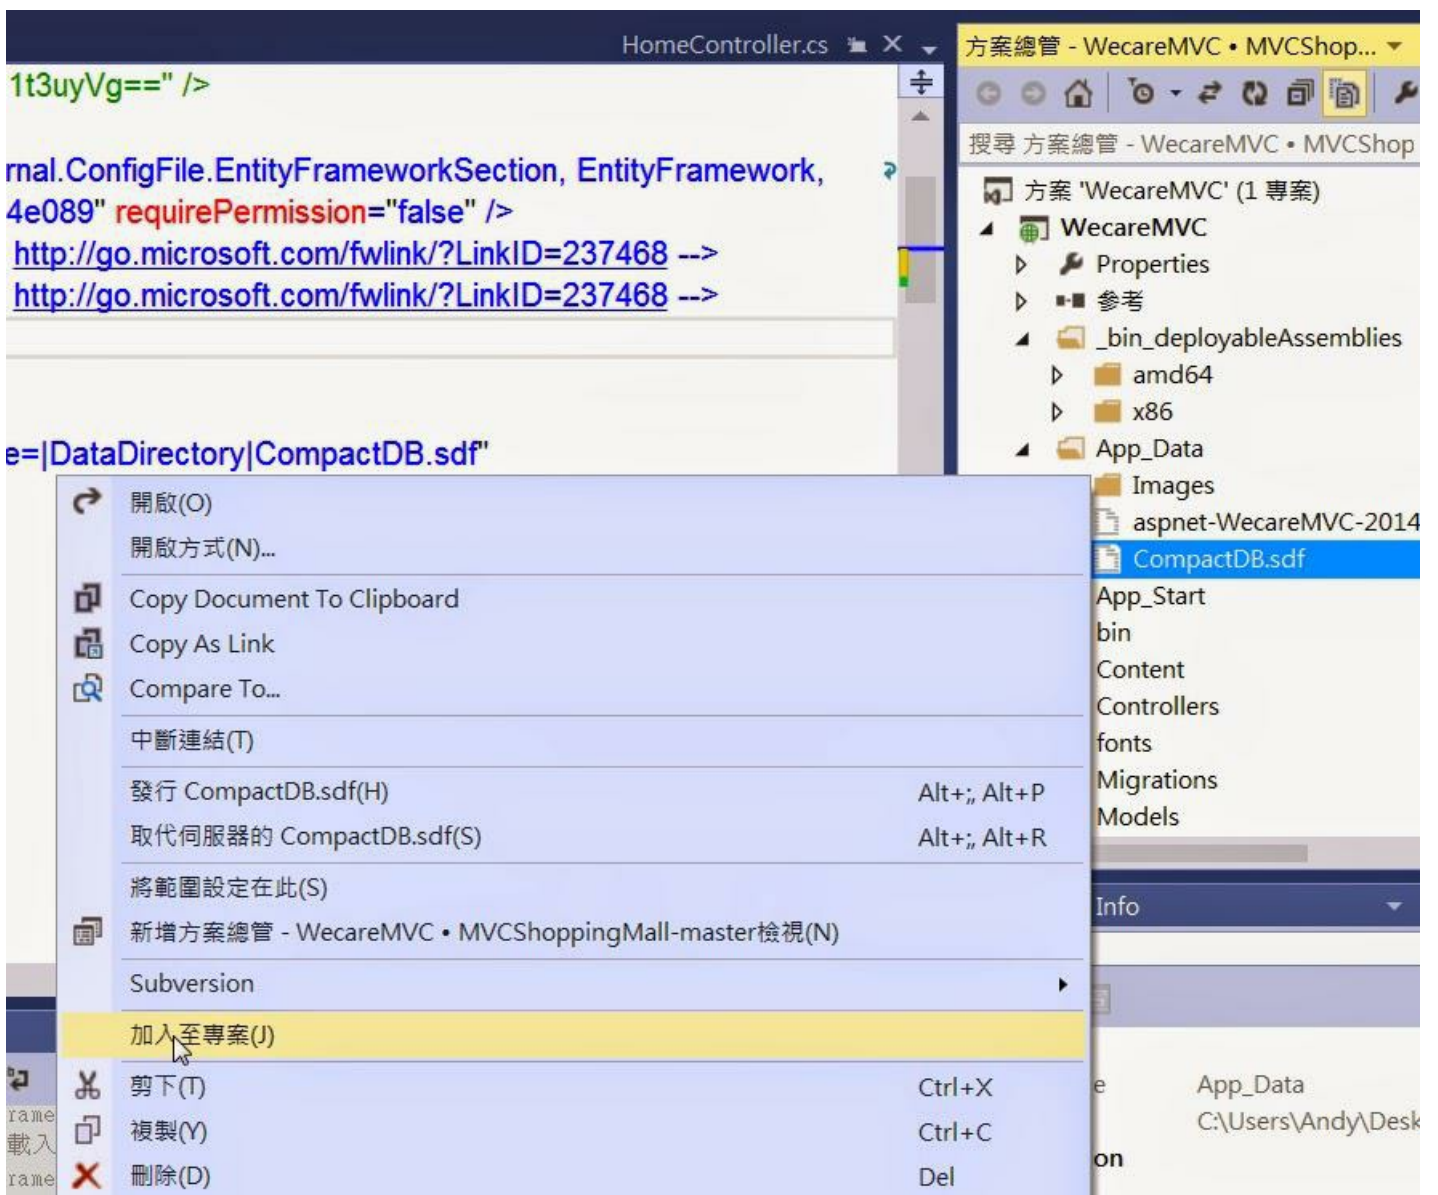 HomeController.cs
1t3uyVg==" />
rnal.ConfigFile.EntityFrameworkSection, EntityFramework,
4e089" requirePermission="false" />
http://go.microsoft.com/fwlink/?LinkID=237468 -->
http://go.microsoft.com/fwlink/?LinkID=237468 -->
e=|DataDirectory|CompactDB.sdf"
方案總管 - WecareMVC • MVCShop...
搜尋 方案總管 - WecareMVC • MVCShop
方案 'WecareMVC' (1 專案)
WecareMVC
Properties
參考
_bin_deployableAssemblies
amd64
x86
App_Data
Images
aspnet-WecareMVC-2014
CompactDB.sdf
App_Start
bin
Content
Controllers
fonts
Migrations
Models
開啟(O)
開啟方式(N)...
Copy Document To Clipboard
Copy As Link
Compare To...
中斷連結(T)
發行 CompactDB.sdf(H) Alt+;, Alt+P
取代伺服器的 CompactDB.sdf(S) Alt+;, Alt+R
將範圍設定在此(S)
新增方案總管 - WecareMVC • MVCShoppingMall-master檢視(N)
Subversion
加入至專案(J)
剪下(T) Ctrl+X
複製(Y) Ctrl+C
刪除(D) Del
Info
e App_Data
C:\Users\Andy\Desk
on
rame
載入
rame